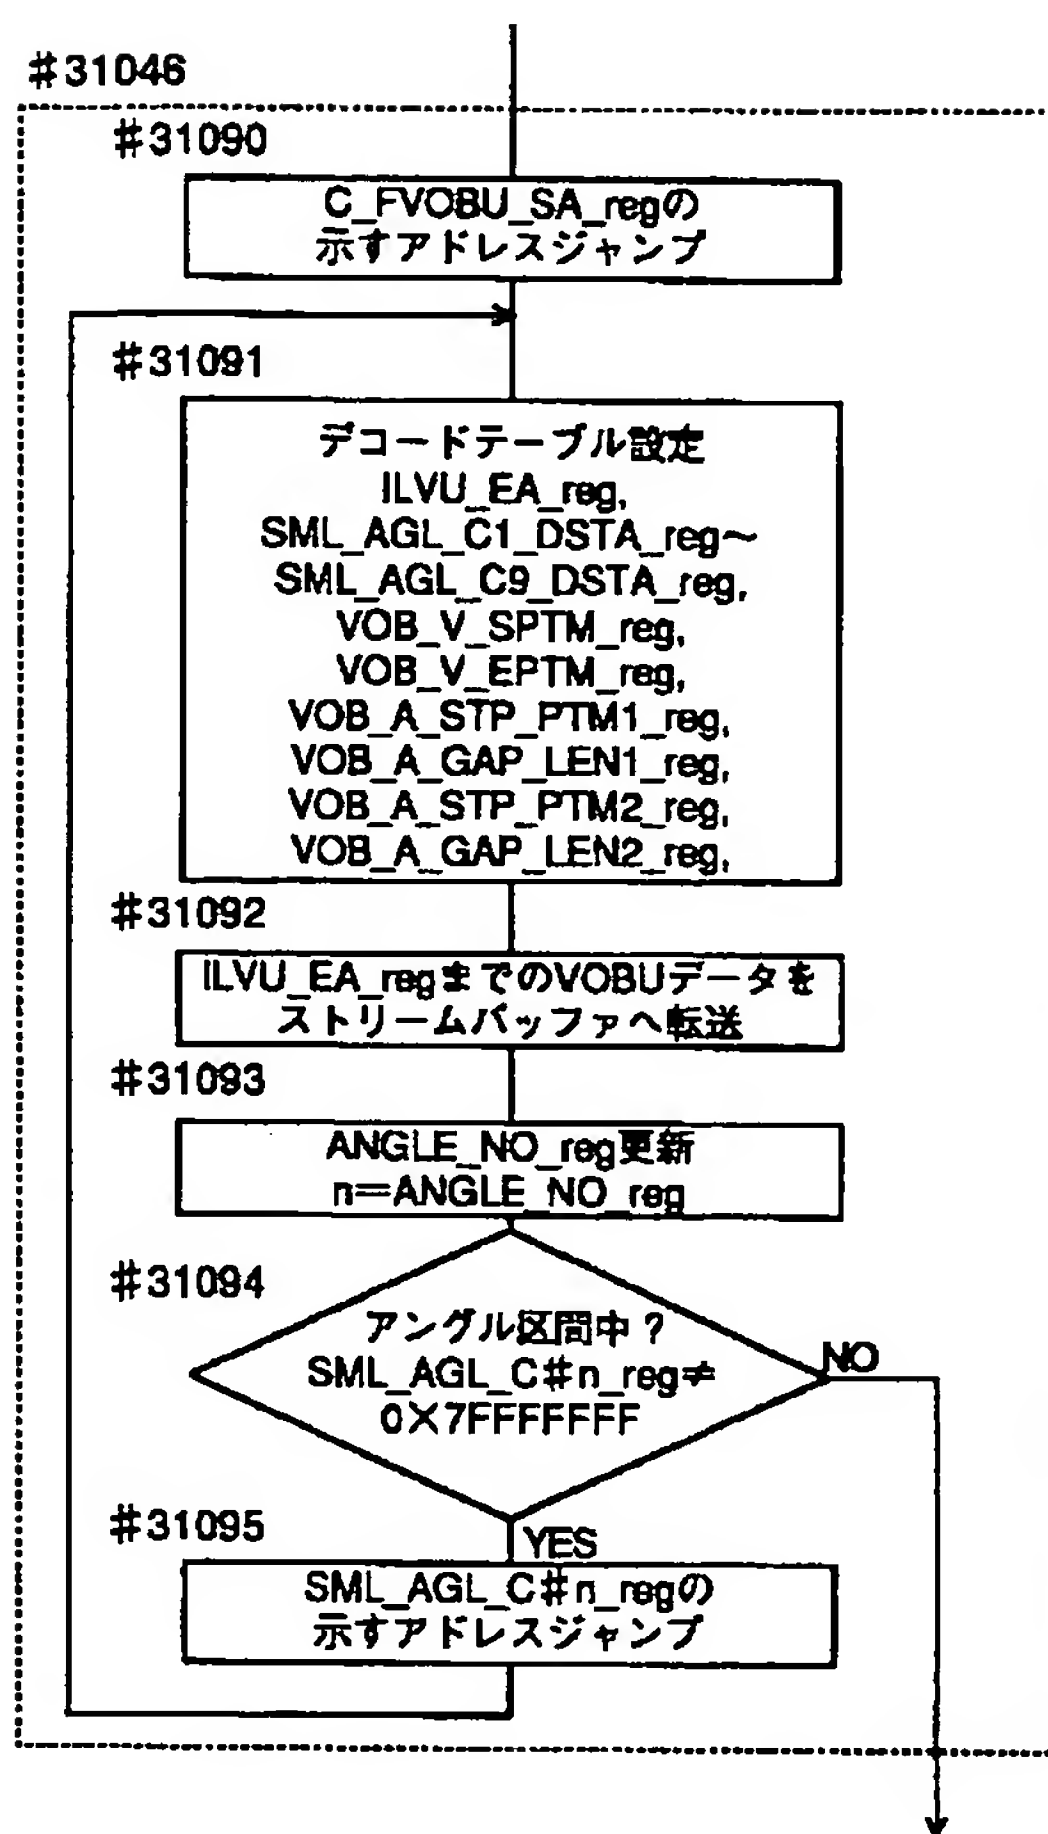 #31046
#31090
C_FVOBU_SA_regの
示すアドレスジャンプ
#31091
デコードテーブル設定
ILVU_EA_reg,
SML_AGL_C1_DSTA_reg～
SML_AGL_C9_DSTA_reg,
VOB_V_SPTM_reg,
VOB_V_EPTM_reg,
VOB_A_STP_PTM1_reg,
VOB_A_GAP_LEN1_reg,
VOB_A_STP_PTM2_reg,
VOB_A_GAP_LEN2_reg,
#31092
ILVU_EA_regまでのVOBUデータを
ストリームバッファへ転送
#31093
ANGLE_NO_reg更新
n=ANGLE_NO_reg
#31094
アングル区間中？
SML_AGL_C#n_reg≠
0×7FFFFFFF
NO
#31095
YES
SML_AGL_C#n_regの
示すアドレスジャンプ